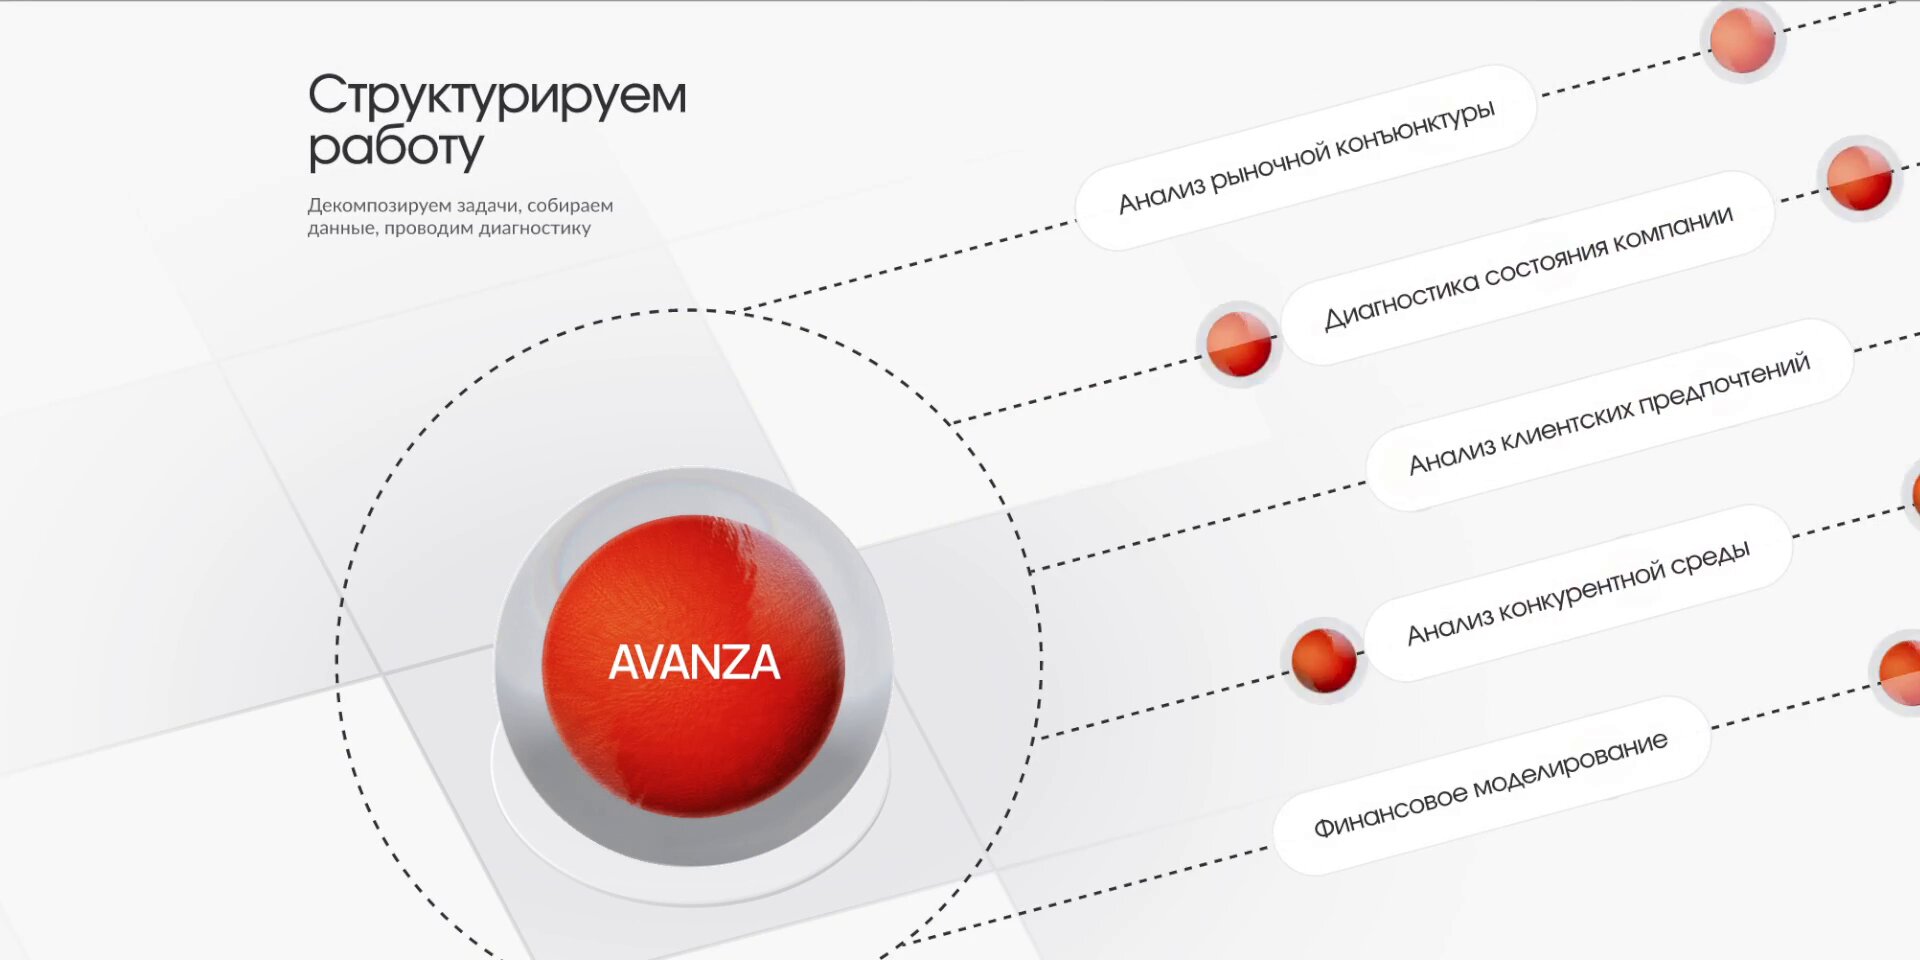 Структурируем
работу
Декомпозируем задачи, собираем
данные, проводим диагностику
Анализ рыночной конъюнктуры
Диагностика состояния компании
Анализ клиентских предпочтений
Анализ конкурентной среды
Финансовое моделирование
AVANZA